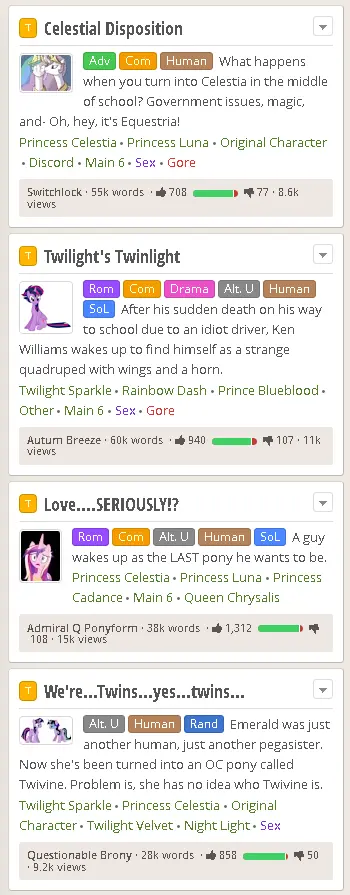 T Celestial Disposition
Adv Com Human What happens
when you turn into Celestia in the middle
of school? Government issues, magic,
and- Oh, hey, it's Equestria!
Princess Celestia • Princess Luna • Original Character
• Discord • Main 6 • Sex • Gore
Switchlock · 55k words · 708 77 · 8.6k
views
T Twilight's Twinlight
Rom Com Drama Alt. U Human
SoL After his sudden death on his way
to school due to an idiot driver, Ken
Williams wakes up to find himself as a strange
quadruped with wings and a horn.
Twilight Sparkle • Rainbow Dash • Prince Blueblood •
Other • Main 6 • Sex • Gore
Autum Breeze · 60k words · 940 107 · 11k
views
T Love....SERIOUSLY!?
Rom Com Alt. U Human SoL A guy
wakes up as the LAST pony he wants to be.
Princess Celestia • Princess Luna • Princess
Cadance • Main 6 • Queen Chrysalis
Admiral Q Ponyform · 38k words · 1,312
108 · 15k views
T We're...Twins...yes...twins...
Alt. U Human Rand Emerald was just
another human, just another pegasister.
Now she's been turned into an OC pony called
Twivine. Problem is, she has no idea who Twivine is.
Twilight Sparkle • Princess Celestia • Original
Character • Twilight Velvet • Night Light • Sex
Questionable Brony · 28k words · 858 50
· 9.2k views